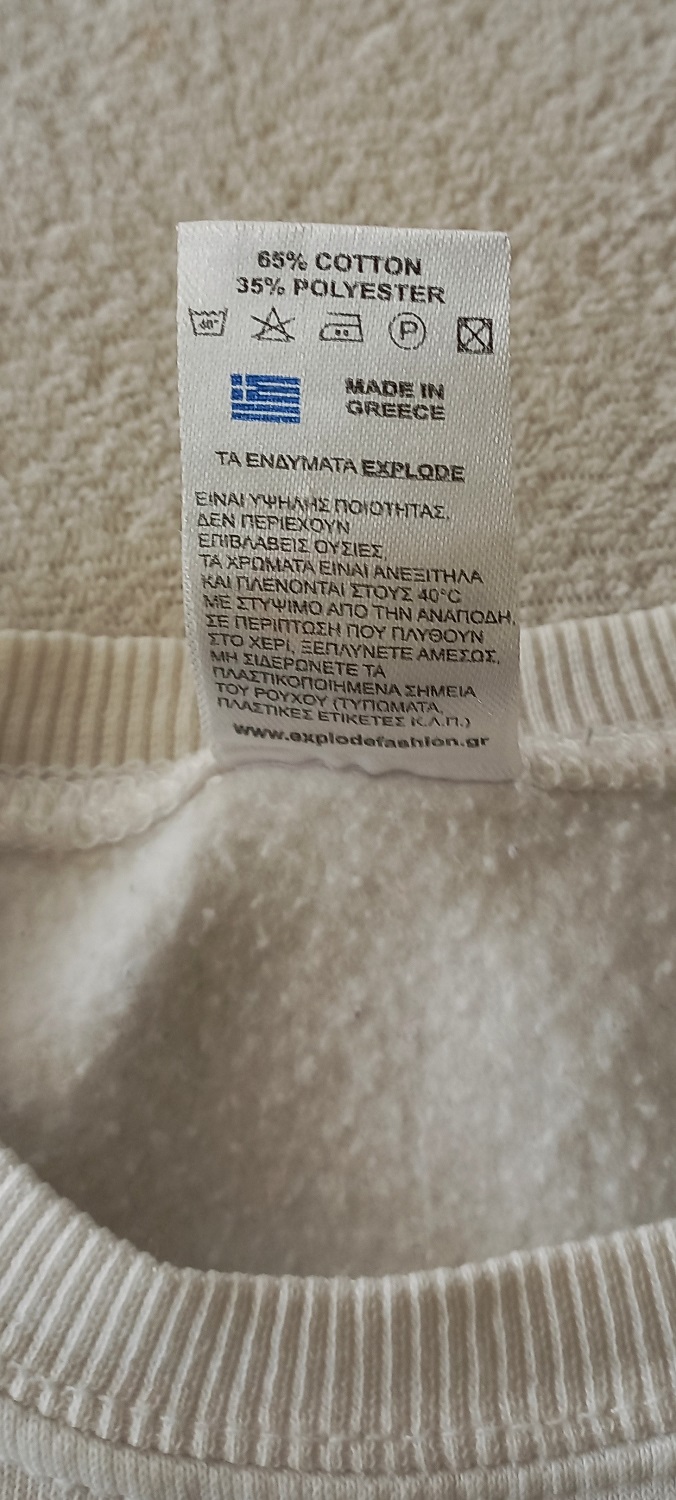 65% COTTON
35% POLYESTER
40°
P
MADE IN
GREECE
ΤΑ ΕΝΔΥΜΑΤΑ EXPLODE
ΕΙΝΑΙ ΥΨΗΛΗΣ ΠΟΙΟΤΗΤΑΣ.
ΔΕΝ ΠΕΡΙΕΧΟΥΝ
ΕΠΙΒΛΑΒΕΙΣ ΟΥΣΙΕΣ,
ΤΑ ΧΡΩΜΑΤΑ ΕΙΝΑΙ ΑΝΕΞΙΤΗΛΑ
ΚΑΙ ΠΛΕΝΟΝΤΑΙ ΣΤΟΥΣ 40°C
ΜΕ ΣΤΥΨΙΜΟ ΑΠΟ ΤΗΝ ΑΝΑΠΟΔΗ,
ΣΕ ΠΕΡΙΠΤΩΣΗ ΠΟΥ ΠΛΥΘΟΥΝ
ΣΤΟ ΧΕΡΙ, ΞΕΠΛΥΝΕΤΕ ΑΜΕΣΩΣ,
ΜΗ ΣΙΔΕΡΩΝΕΤΕ ΤΑ
ΠΛΑΣΤΙΚΟΠΟΙΗΜΕΝΑ ΣΗΜΕΙΑ
ΤΟΥ ΡΟΥΧΟΥ (ΤΥΠΩΜΑΤΑ,
ΠΛΑΣΤΙΚΕΣ ΕΤΙΚΕΤΕΣ Κ.Λ.Π.)
www.explodefashion.gr